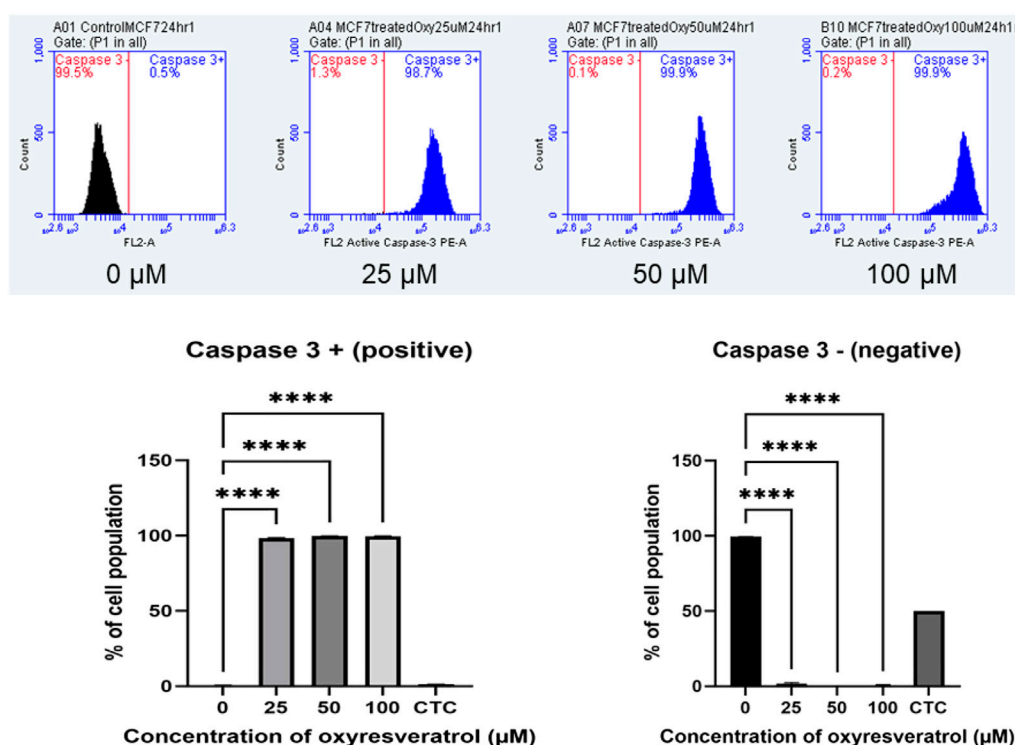 A01 ControlMCF724hr1
Gate: (P1 in all)
Caspase 3 - Caspase 3+
99.5% 0.5%
1,000
500
0
Count
FL2-A
0 µM
A04 MCF7treatedOxy25uM24hr1
Gate: (P1 in all)
Caspase 3 - Caspase 3+
1.3% 98.7%
1,000
500
0
Count
FL2 Active Caspase-3 PE-A
25 µM
A07 MCF7treatedOxy50uM24hr1
Gate: (P1 in all)
Caspase 3 - Caspase 3+
0.1% 99.9%
1,000
500
0
Count
FL2 Active Caspase-3 PE-A
50 µM
B10 MCF7treatedOxy100uM24h
Gate: (P1 in all)
Caspase 3 - Caspase 3+
0.2% 99.9%
1,000
500
0
Count
FL2 Active Caspase-3 PE-A
100 µM
Caspase 3 + (positive)
****
****
****
150
100
50
0
% of cell population
0 25 50 100 CTC
Concentration of oxyresveratrol (µM)
Caspase 3 - (negative)
****
****
****
150
100
50
0
% of cell population
0 25 50 100 CTC
Concentration of oxyresveratrol (µM)